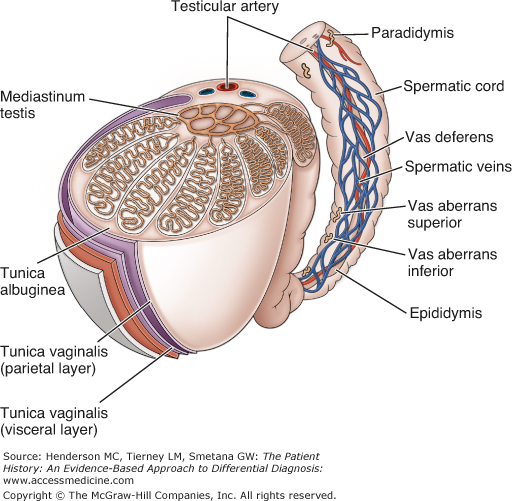 Testicular artery
Paradidymis
Mediastinum
testis
Spermatic cord
Vas deferens
Spermatic veins
Vas aberrans
superior
Vas aberrans
inferior
Tunica
albuginea
Epididymis
Tunica vaginalis
(parietal layer)
Tunica vaginalis
(visceral layer)
Source: Henderson MC, Tierney LM, Smetana GW: The Patient
History: An Evidence-Based Approach to Differential Diagnosis:
www.accessmedicine.com
Copyright © The McGraw-Hill Companies, Inc. All rights reserved.